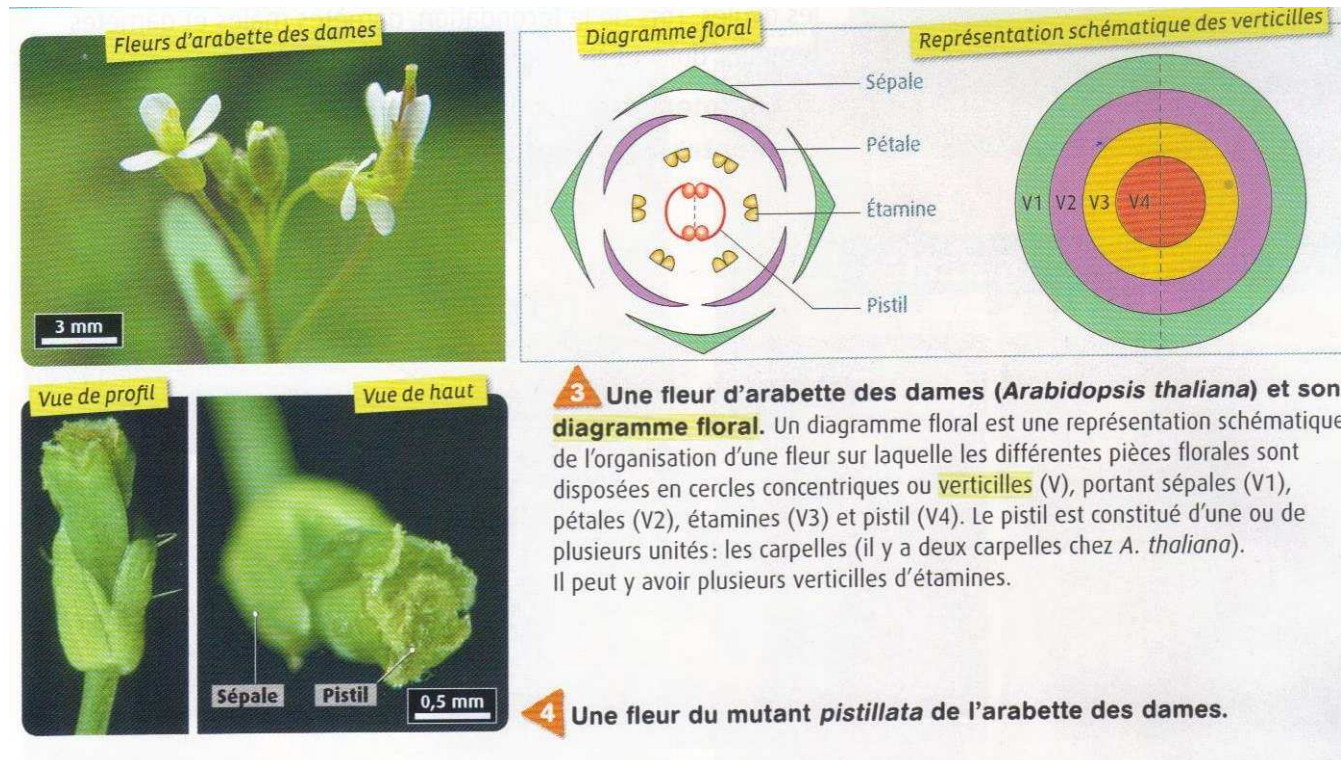 Fleurs d'arabette des dames
3 mm
Diagramme floral
Sépale
Pétale
Étamine
Pistil
Représentation schématique des verticilles
V1 V2 V3 V4
Vue de profil
Vue de haut
Sépale
Pistil
0,5 mm
3 Une fleur d'arabette des dames (Arabidopsis thaliana) et son
diagramme floral. Un diagramme floral est une représentation schématique
de l'organisation d'une fleur sur laquelle les différentes pièces florales sont
disposées en cercles concentriques ou verticilles (V), portant sépales (V1),
pétales (V2), étamines (V3) et pistil (V4). Le pistil est constitué d'une ou de
plusieurs unités : les carpelles (il y a deux carpelles chez A. thaliana).
Il peut y avoir plusieurs verticilles d'étamines.
4 Une fleur du mutant pistillata de l'arabette des dames.